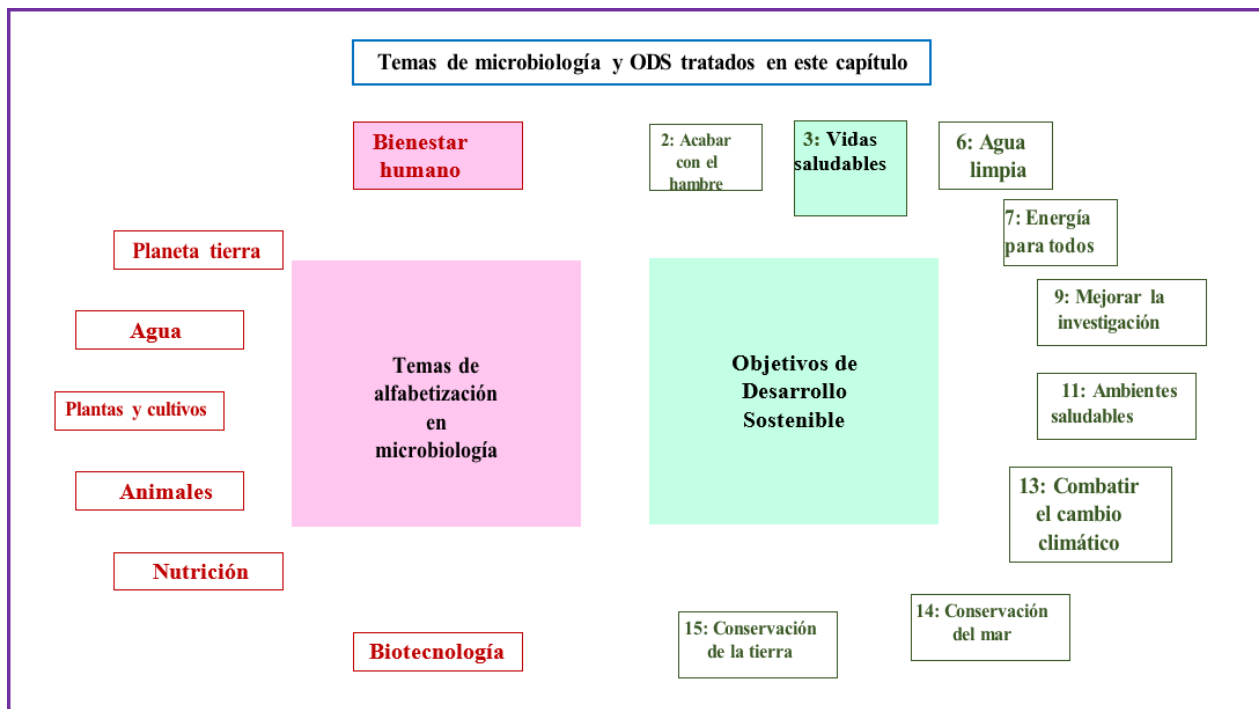 Temas de microbiología y ODS tratados en este capítulo
Bienestar
humano
2: Acabar
con el
hambre
3: Vidas
saludables
6: Agua
limpia
7: Energía
para todos
Planeta tierra
Agua
Plantas y cultivos
Animales
Nutrición
Biotecnología
Temas de
alfabetización
en
microbiología
Objetivos de
Desarrollo
Sostenible
9: Mejorar la
investigación
11: Ambientes
saludables
13: Combatir
el cambio
climático
14: Conservación
del mar
15: Conservación
de la tierra